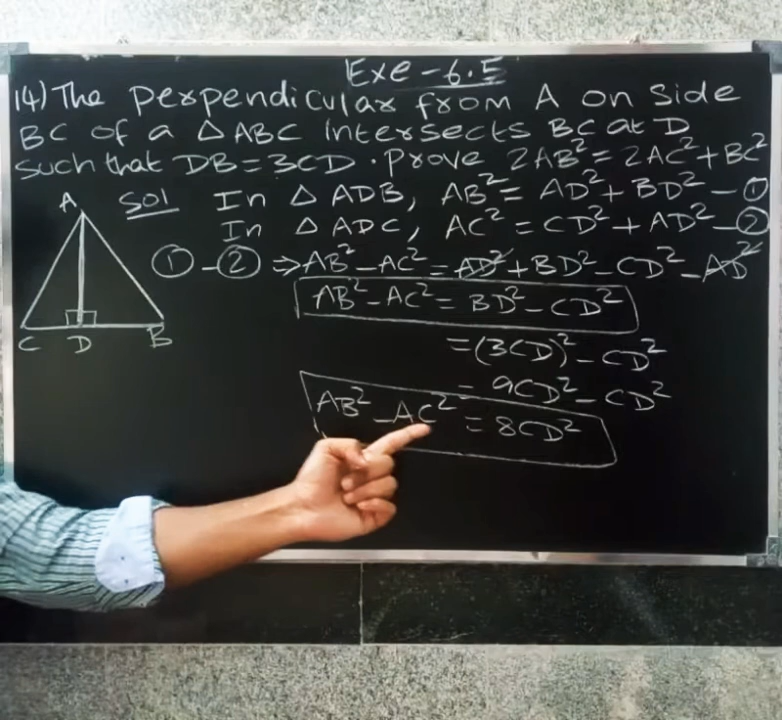 Exe - 6.5
14) The perpendicular from A on side
BC of a △ABC intersects BC at D
such that DB = 3CD. Prove 2AB² = 2AC² + BC²
Sol In △ ADB, AB² = AD² + BD² - ①
In △ ADC, AC² = CD² + AD² - ②
① - ② ⇒ AB² - AC² = AD² + BD² - CD² - AD²
AB² - AC² = BD² - CD²
= (3CD)² - CD²
= 9CD² - CD²
AB² - AC² = 8CD²
A
C D B